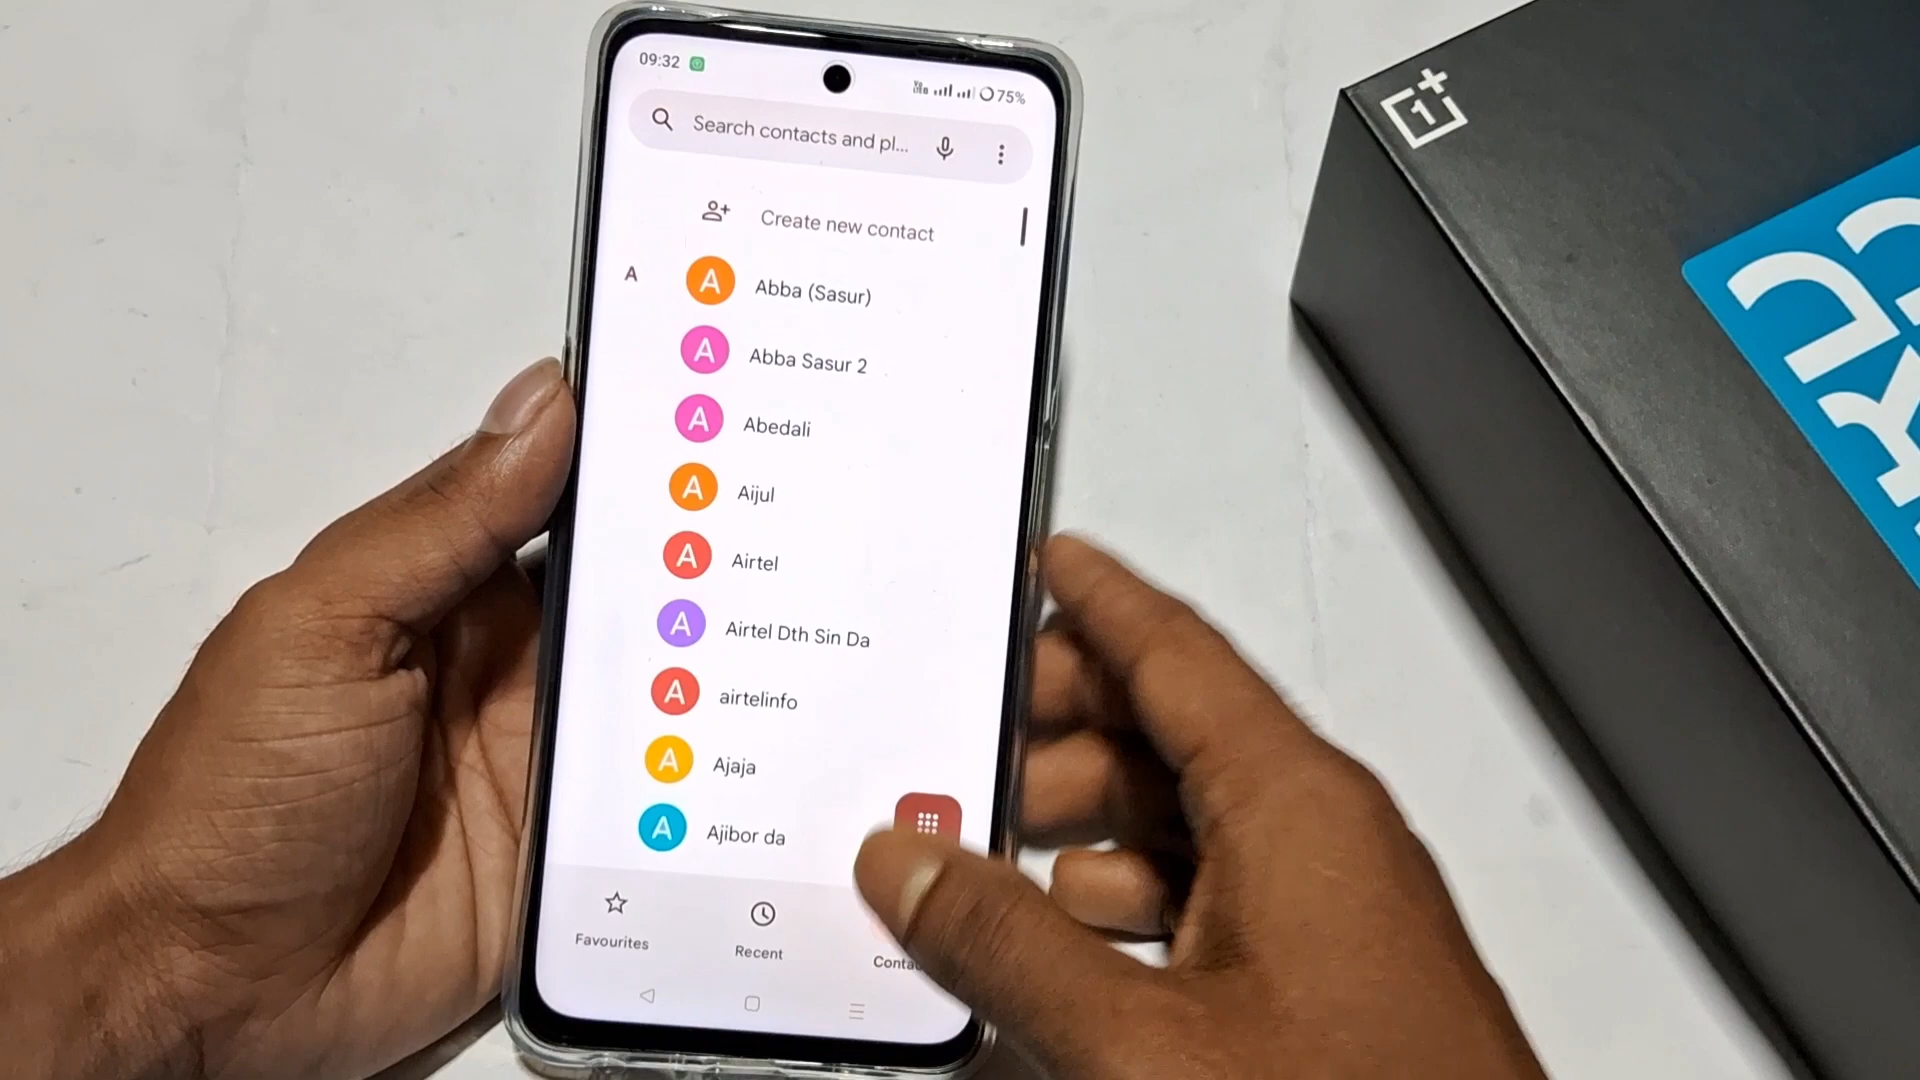 09:32
75%
Search contacts and pl...
Create new contact
A
A Abba (Sasur)
A Abba Sasur 2
A Abedali
A Aijul
A Airtel
A Airtel Dth Sin Da
A airtelinfo
A Ajaja
A Ajibor da
Favourites
Recent
1+